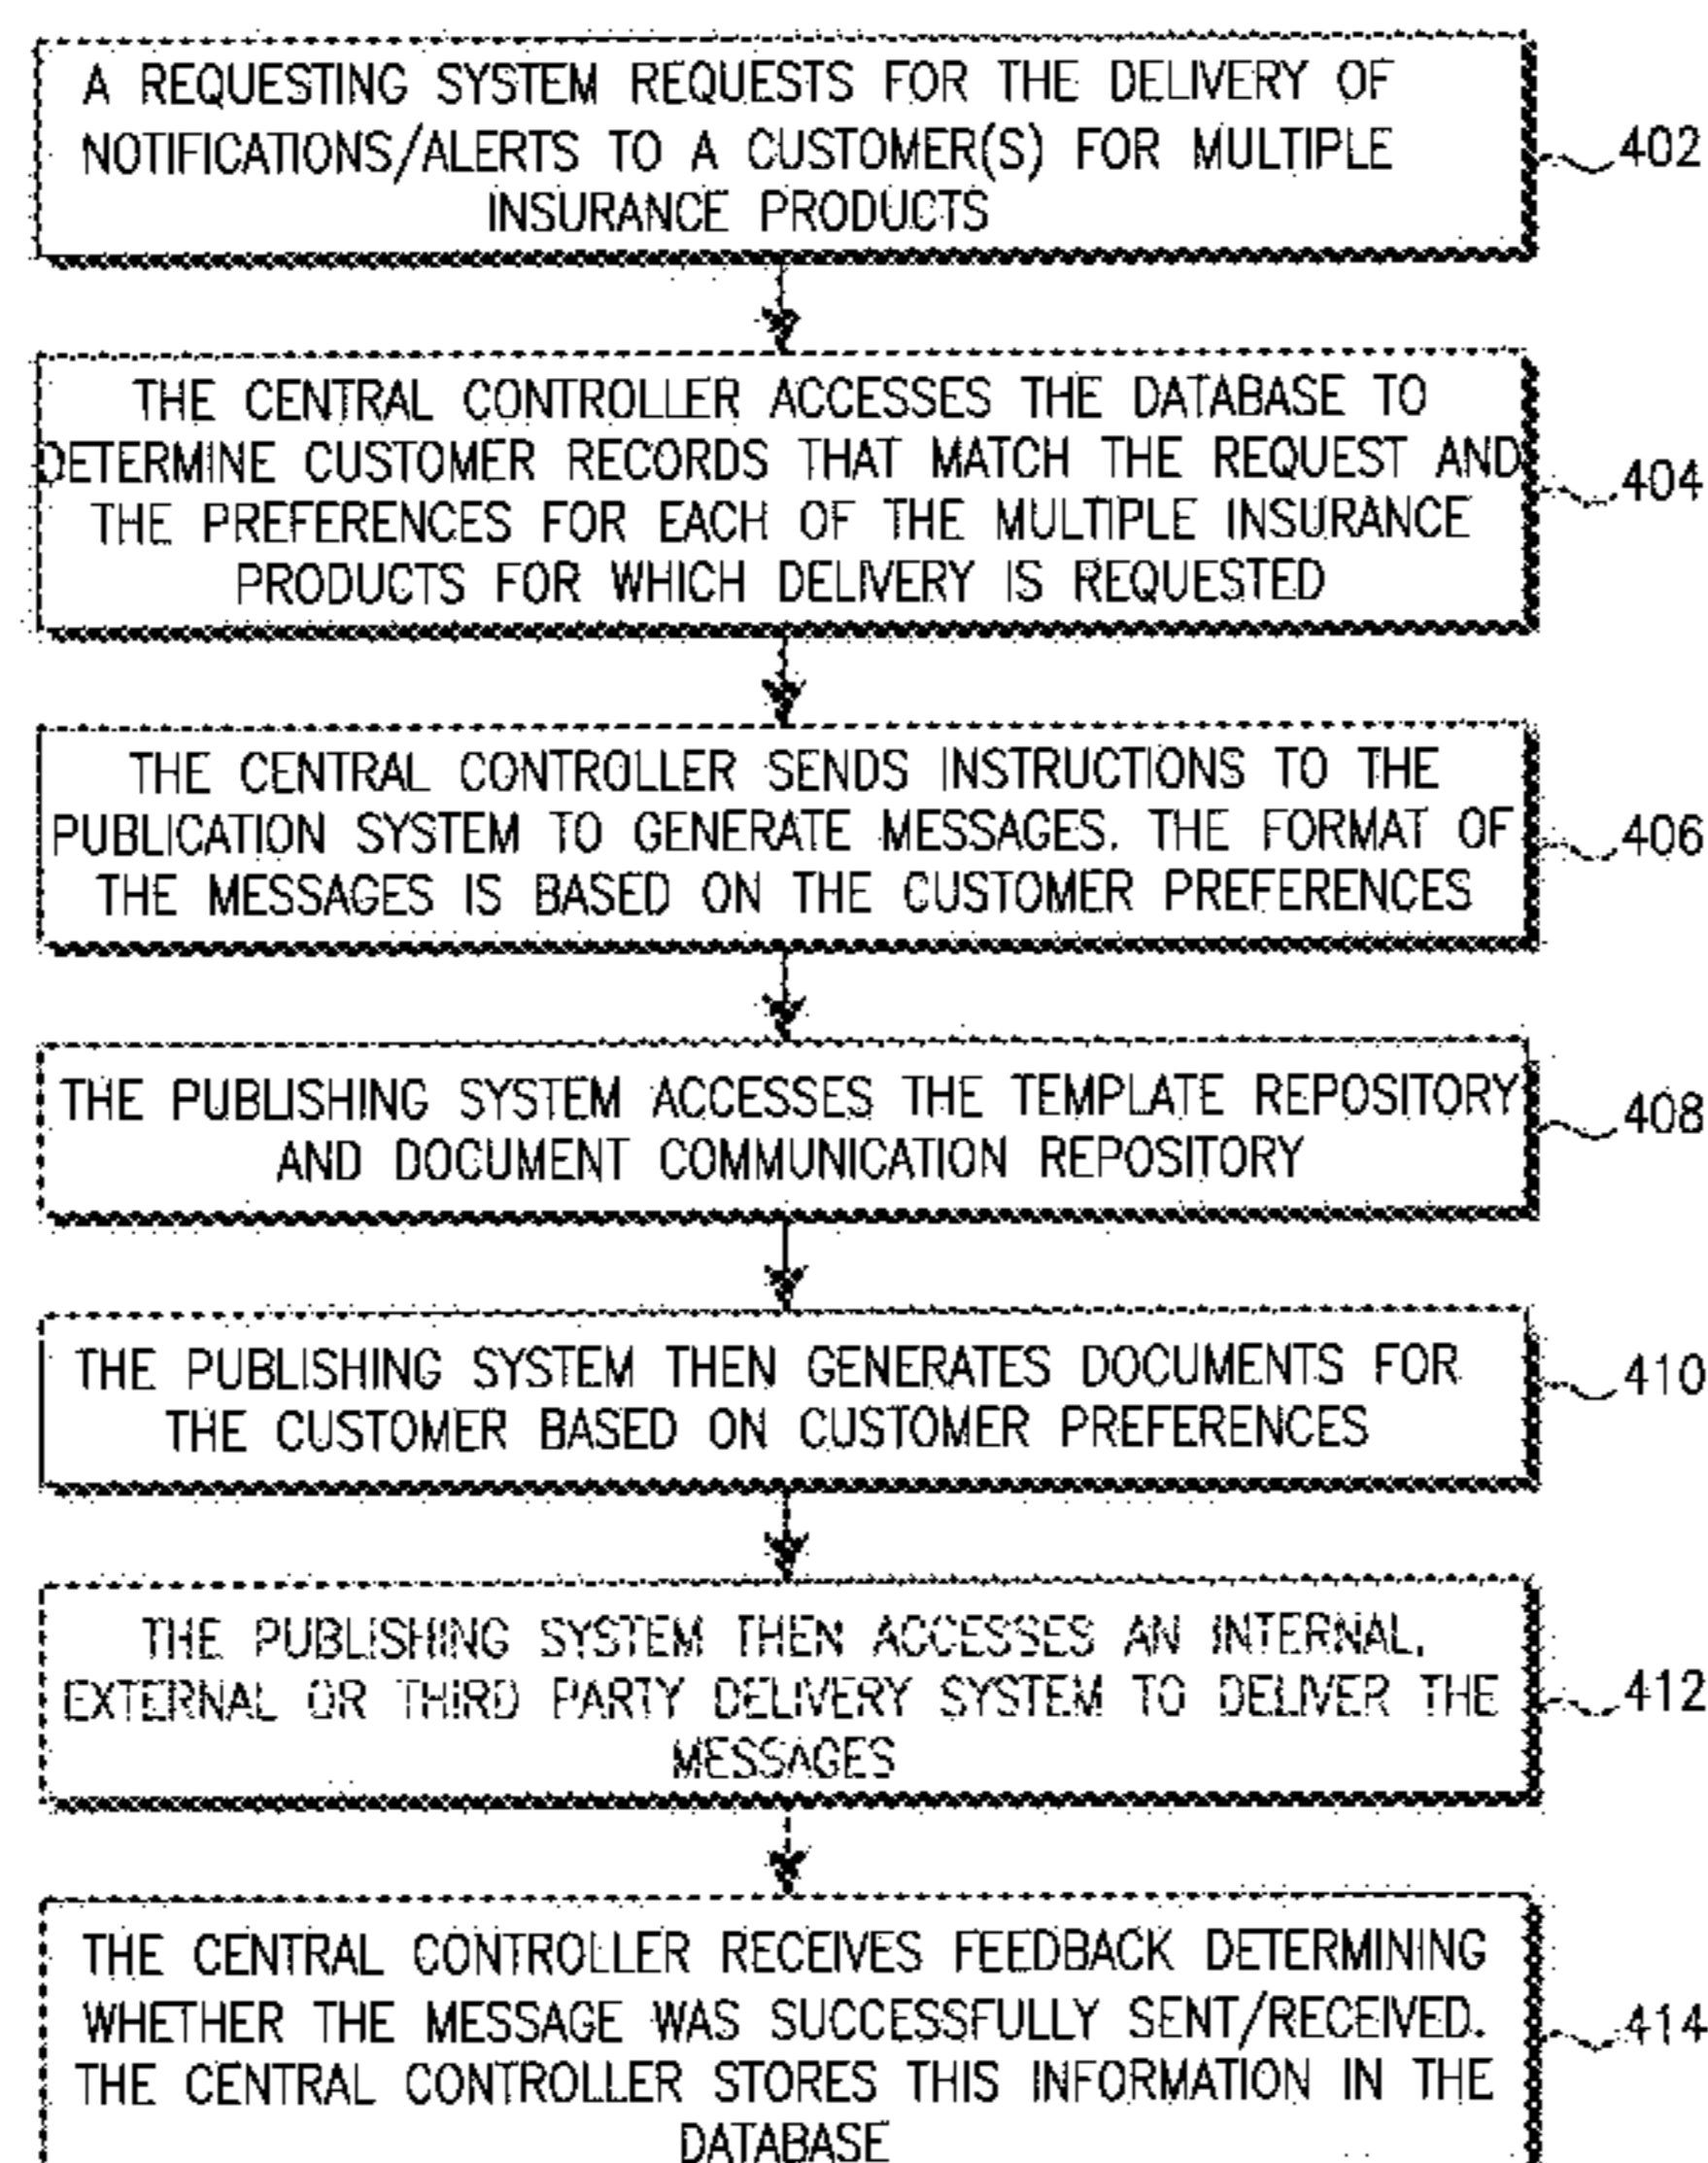 A REQUESTING SYSTEM REQUESTS FOR THE DELIVERY OF
NOTIFICATIONS/ALERTS TO A CUSTOMER(S) FOR MULTIPLE
INSURANCE PRODUCTS
402
THE CENTRAL CONTROLLER ACCESSES THE DATABASE TO
DETERMINE CUSTOMER RECORDS THAT MATCH THE REQUEST AND
THE PREFERENCES FOR EACH OF THE MULTIPLE INSURANCE
PRODUCTS FOR WHICH DELIVERY IS REQUESTED
404
THE CENTRAL CONTROLLER SENDS INSTRUCTIONS TO THE
PUBLICATION SYSTEM TO GENERATE MESSAGES. THE FORMAT OF
THE MESSAGES IS BASED ON THE CUSTOMER PREFERENCES
406
THE PUBLISHING SYSTEM ACCESSES THE TEMPLATE REPOSITORY
AND DOCUMENT COMMUNICATION REPOSITORY
408
THE PUBLISHING SYSTEM THEN GENERATES DOCUMENTS FOR
THE CUSTOMER BASED ON CUSTOMER PREFERENCES
410
THE PUBLISHING SYSTEM THEN ACCESSES AN INTERNAL,
EXTERNAL OR THIRD PARTY DELIVERY SYSTEM TO DELIVER THE
MESSAGES
412
THE CENTRAL CONTROLLER RECEIVES FEEDBACK DETERMINING
WHETHER THE MESSAGE WAS SUCCESSFULLY SENT/RECEIVED.
THE CENTRAL CONTROLLER STORES THIS INFORMATION IN THE
DATABASE
414